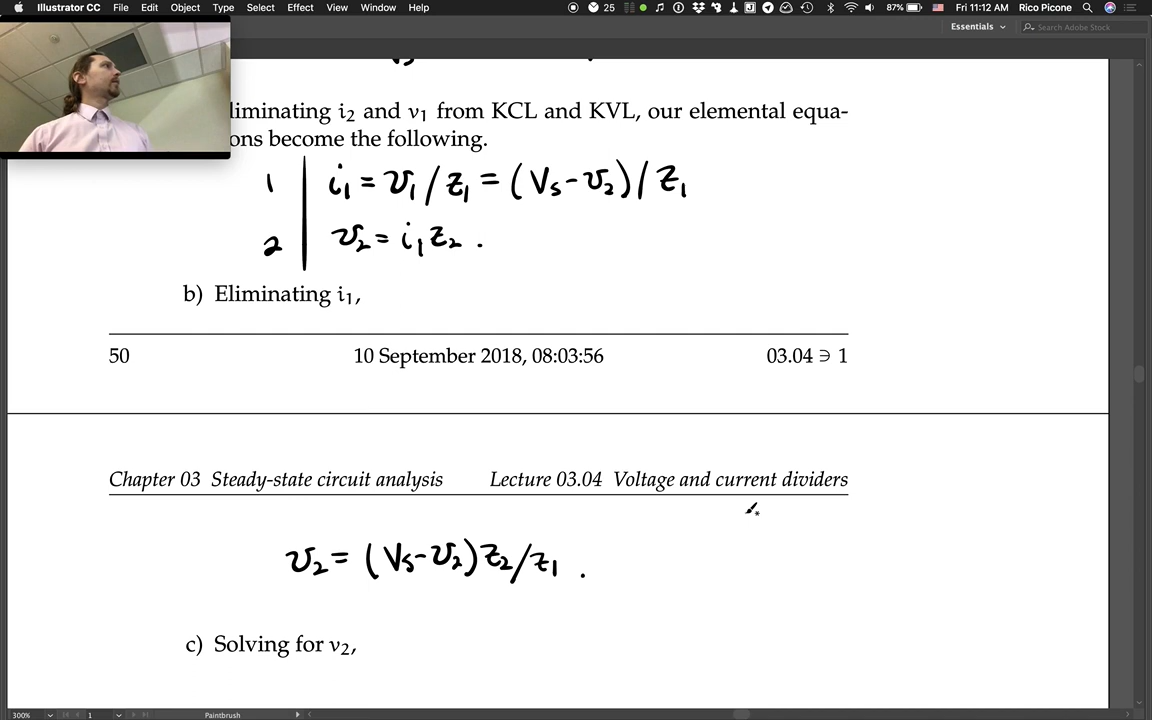 Illustrator CC File Edit Object Type Select Effect View Window Help 25 87% Fri 11:12 AM Rico Picone
Essentials Search Adobe Stock
liminating i₂ and v₁ from KCL and KVL, our elemental equa-
ons become the following.
1 i₁ = v₁ / Z₁ = (Vs - v₂) / Z₁
2 v₂ = i₁ Z₂ .
b) Eliminating i₁,
50 10 September 2018, 08:03:56 03.04 ∋ 1
Chapter 03 Steady-state circuit analysis Lecture 03.04 Voltage and current dividers
v₂ = (Vs - v₂) Z₂ / Z₁ .
c) Solving for v₂,
300% 1 Paintbrush